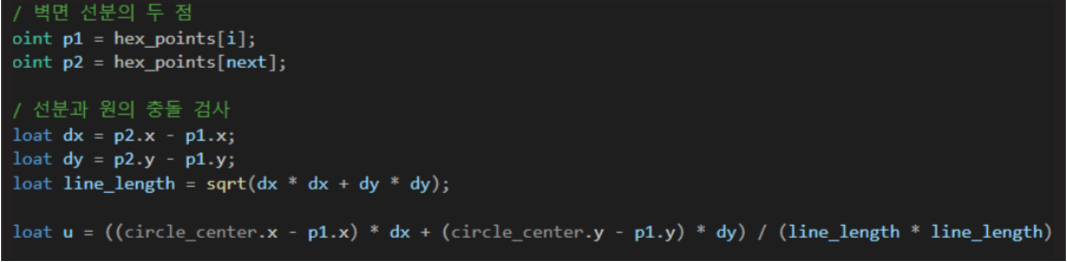 / 벽면 선분의 두 점
oint p1 = hex_points[i];
oint p2 = hex_points[next];
/ 선분과 원의 충돌 검사
loat dx = p2.x - p1.x;
loat dy = p2.y - p1.y;
loat line_length = sqrt(dx * dx + dy * dy);
loat u = ((circle_center.x - p1.x) * dx + (circle_center.y - p1.y) * dy) / (line_length * line_length)